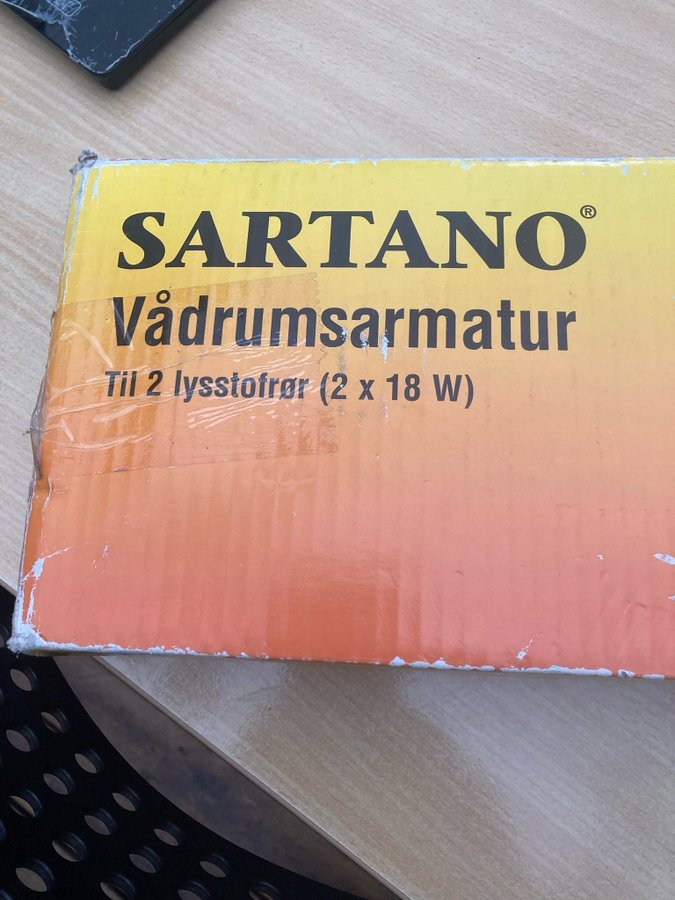 SARTANO®
Vådrumsarmatur
Til 2 lysstofrør (2 x 18 W)